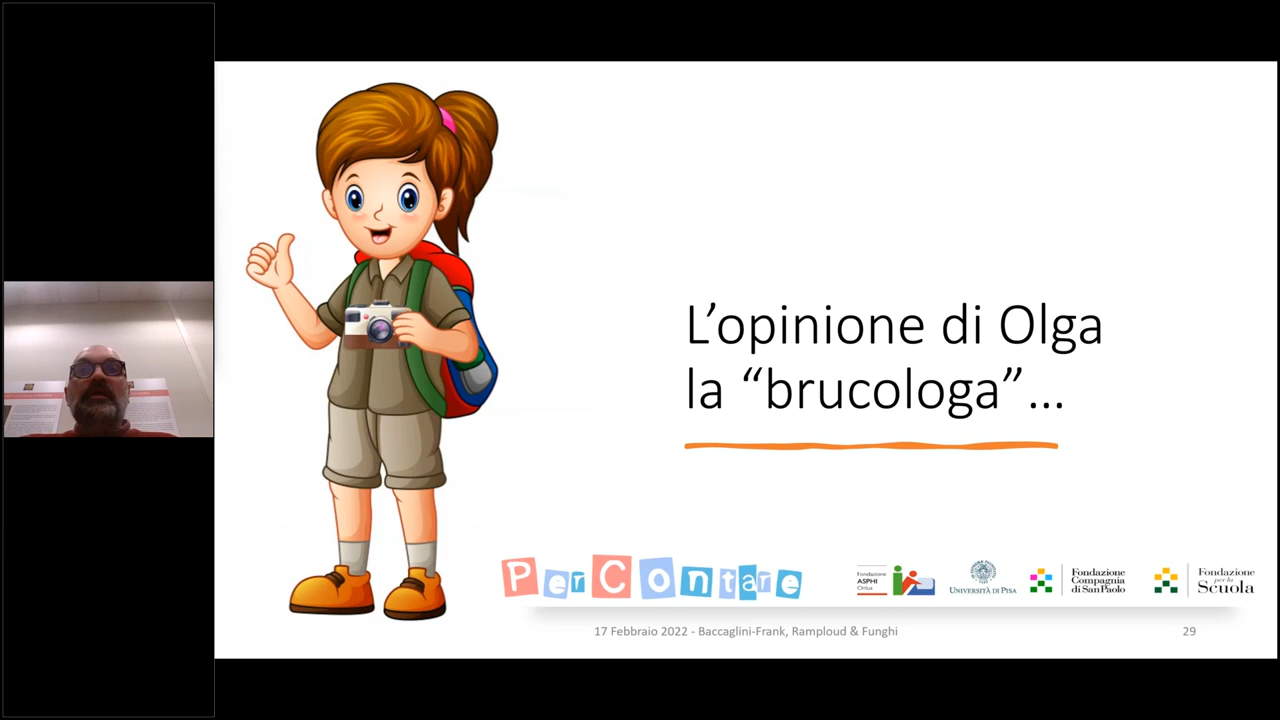 L’opinione di Olga
la “brucologa”...
PerContare
Fondazione
ASPHI
Onlus
UNIVERSITÀ DI PISA
Fondazione
Compagnia
di San Paolo
Fondazione
per la
Scuola
17 Febbraio 2022 - Baccaglini-Frank, Ramploud & Funghi
29